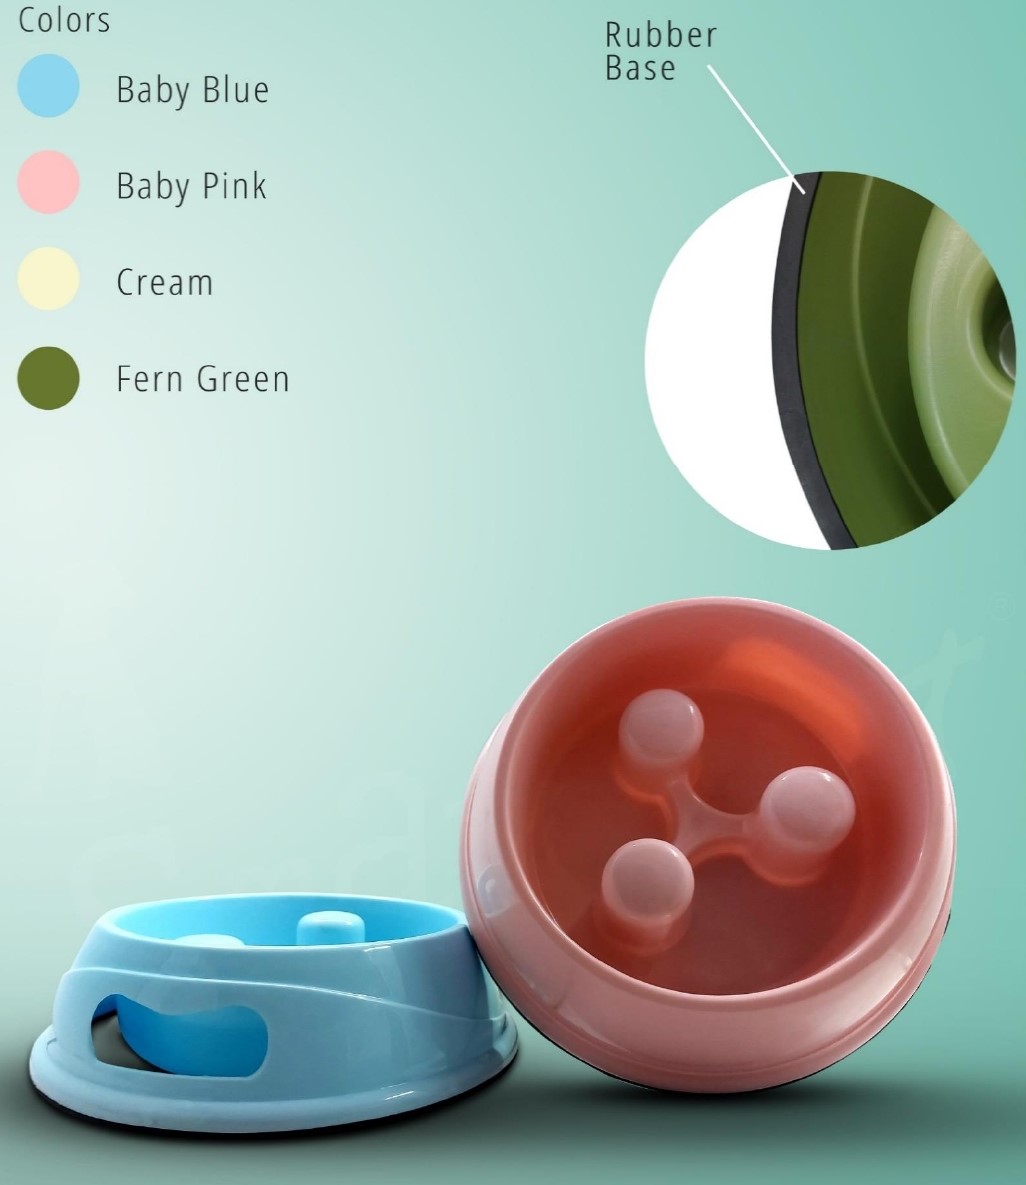 Colors
Baby Blue
Baby Pink
Cream
Fern Green
Rubber
Base